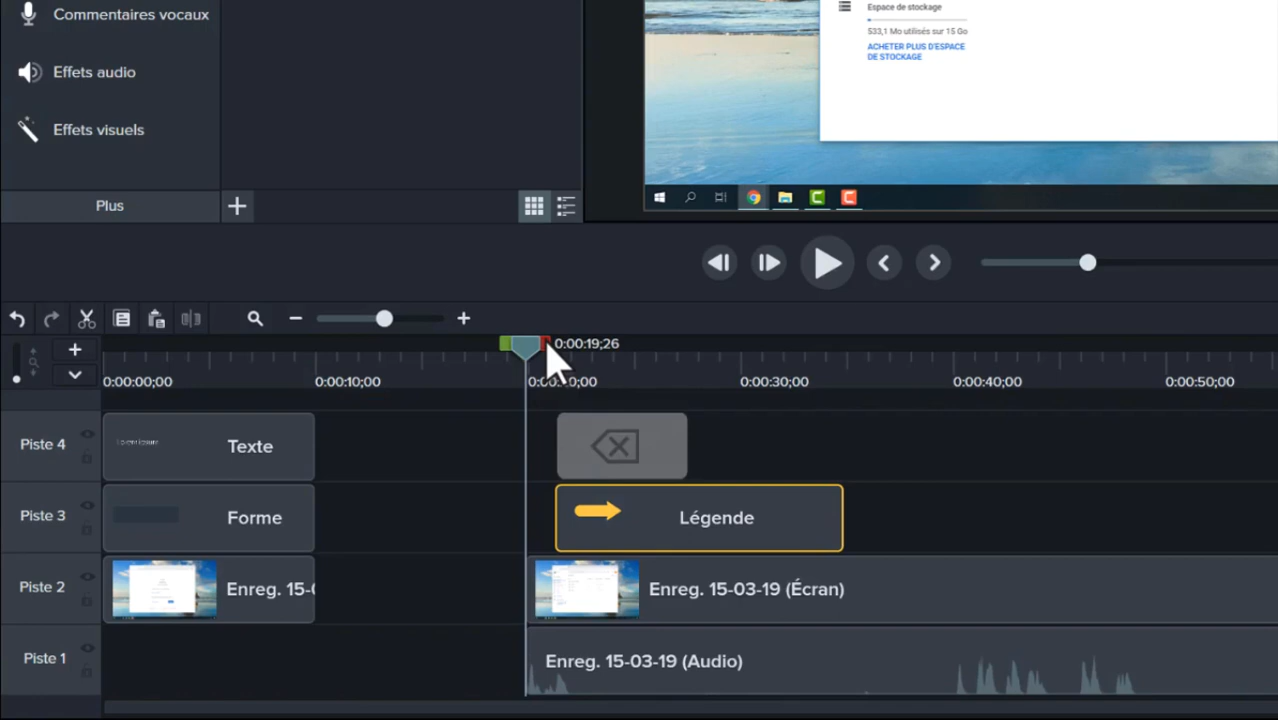 Commentaires vocaux
Effets audio
Effets visuels
Plus
Espace de stockage
533,1 Mo utilisés sur 15 Go
ACHETER PLUS D'ESPACE
DE STOCKAGE
0:00:19;26
0:00:00;00
0:00:10;00
0:00:30;00
0:00:40;00
0:00:50;00
Piste 4
Texte
Piste 3
Forme
Légende
Piste 2
Enreg. 15-0
Enreg. 15-03-19 (Écran)
Piste 1
Enreg. 15-03-19 (Audio)